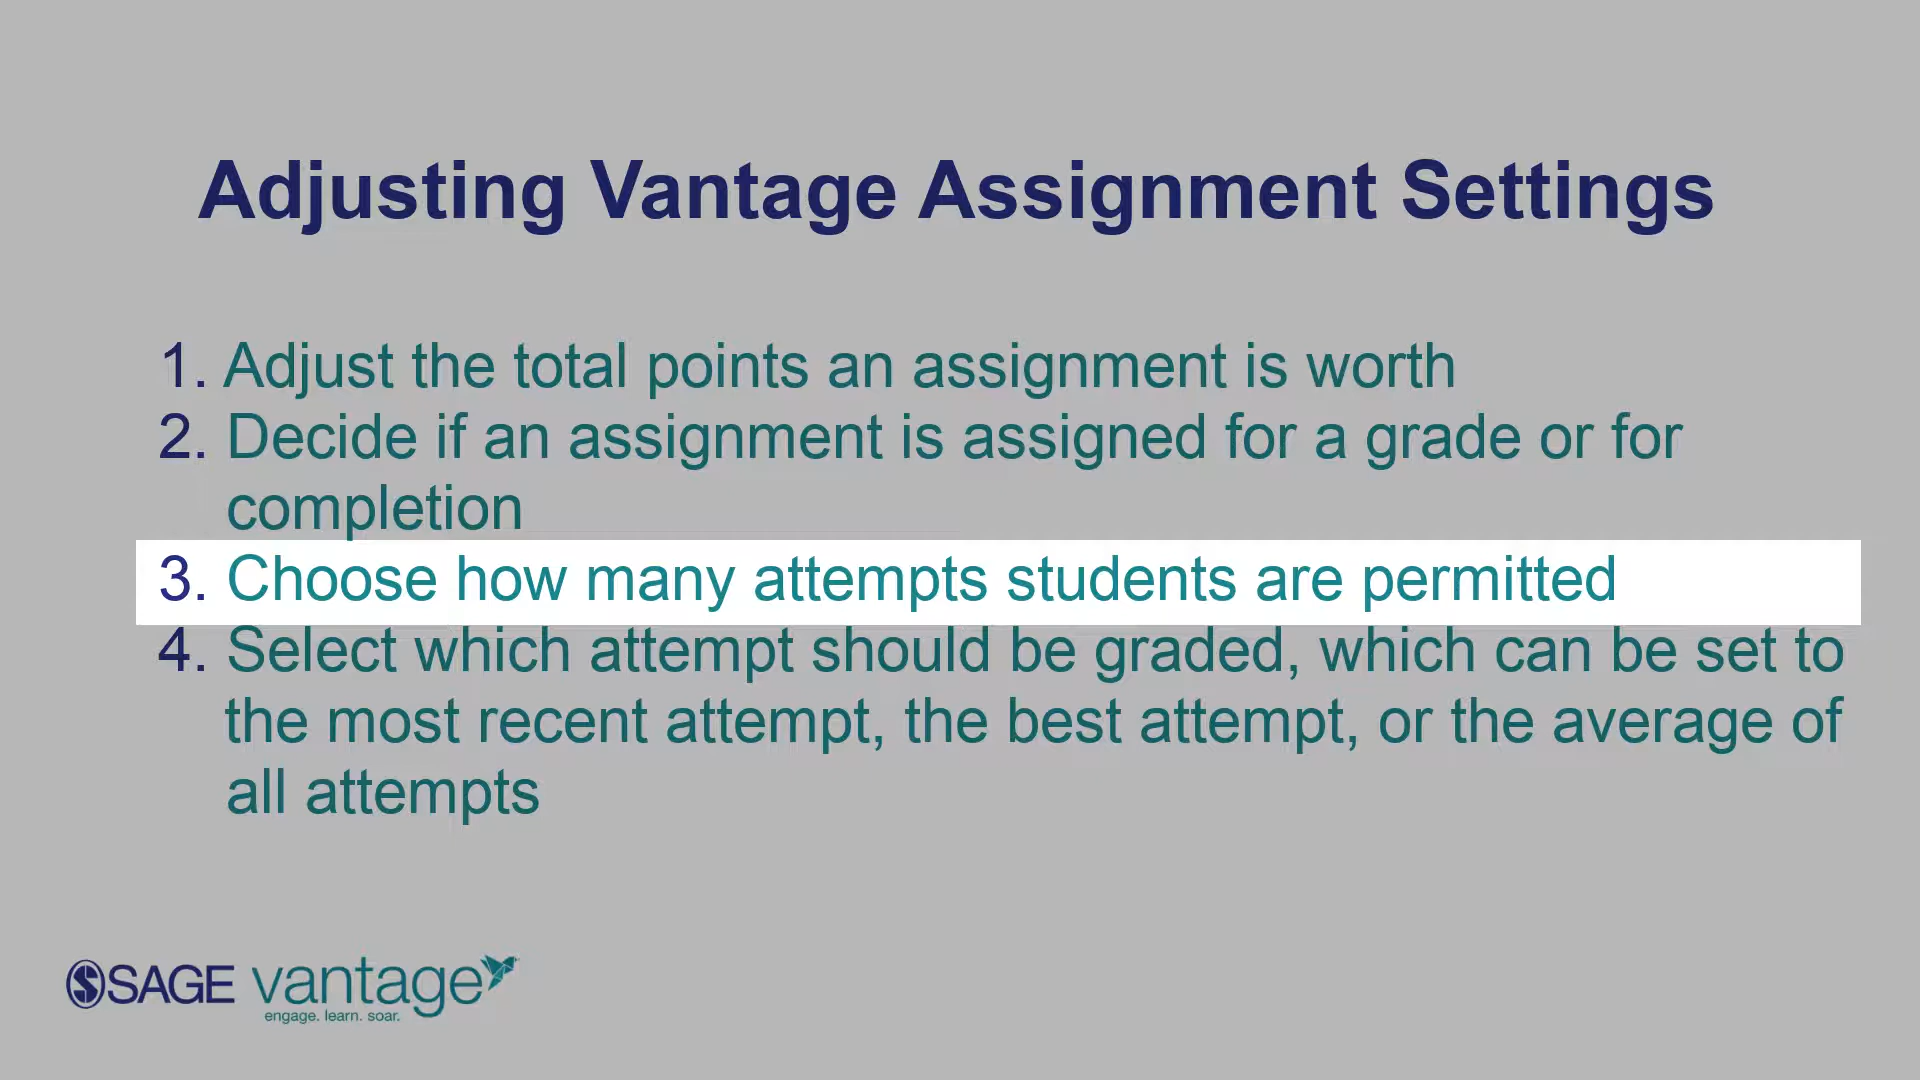 Adjusting Vantage Assignment Settings
1. Adjust the total points an assignment is worth
2. Decide if an assignment is assigned for a grade or for
completion
3. Choose how many attempts students are permitted
4. Select which attempt should be graded, which can be set to
the most recent attempt, the best attempt, or the average of
all attempts
SAGE vantage
engage. learn. soar.